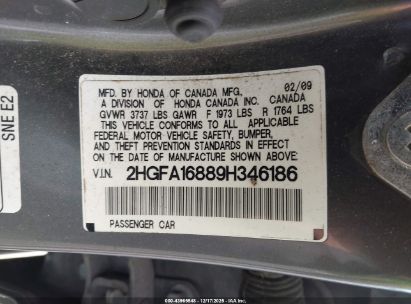 SNE E2
MFD. BY HONDA OF CANADA MFG. 02/09
A DIVISION OF HONDA CANADA INC. CANADA
GVWR 3737 LBS GAWR F 1973 LBS R 1764 LBS
THIS VEHICLE CONFORMS TO ALL APPLICABLE
FEDERAL MOTOR VEHICLE SAFETY, BUMPER,
AND THEFT PREVENTION STANDARDS IN EFFECT
ON THE DATE OF MANUFACTURE SHOWN ABOVE.
V.I.N. 2HGFA16889H346186
PASSENGER CAR